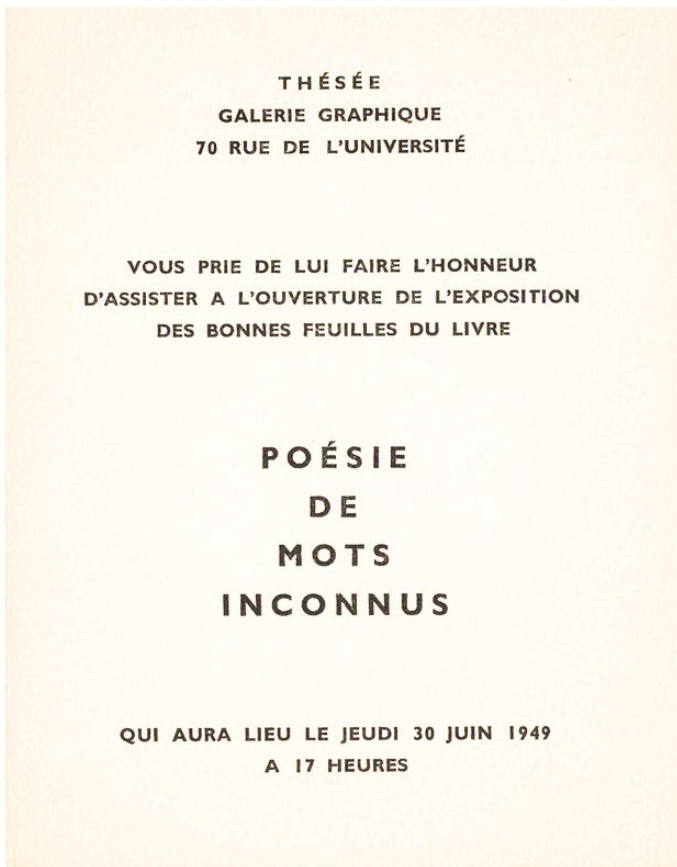 THÉSÉE
GALERIE GRAPHIQUE
70 RUE DE L'UNIVERSITÉ
VOUS PRIE DE LUI FAIRE L'HONNEUR
D'ASSISTER A L'OUVERTURE DE L'EXPOSITION
DES BONNES FEUILLES DU LIVRE
POÉSIE
DE
MOTS
INCONNUS
QUI AURA LIEU LE JEUDI 30 JUIN 1949
A 17 HEURES